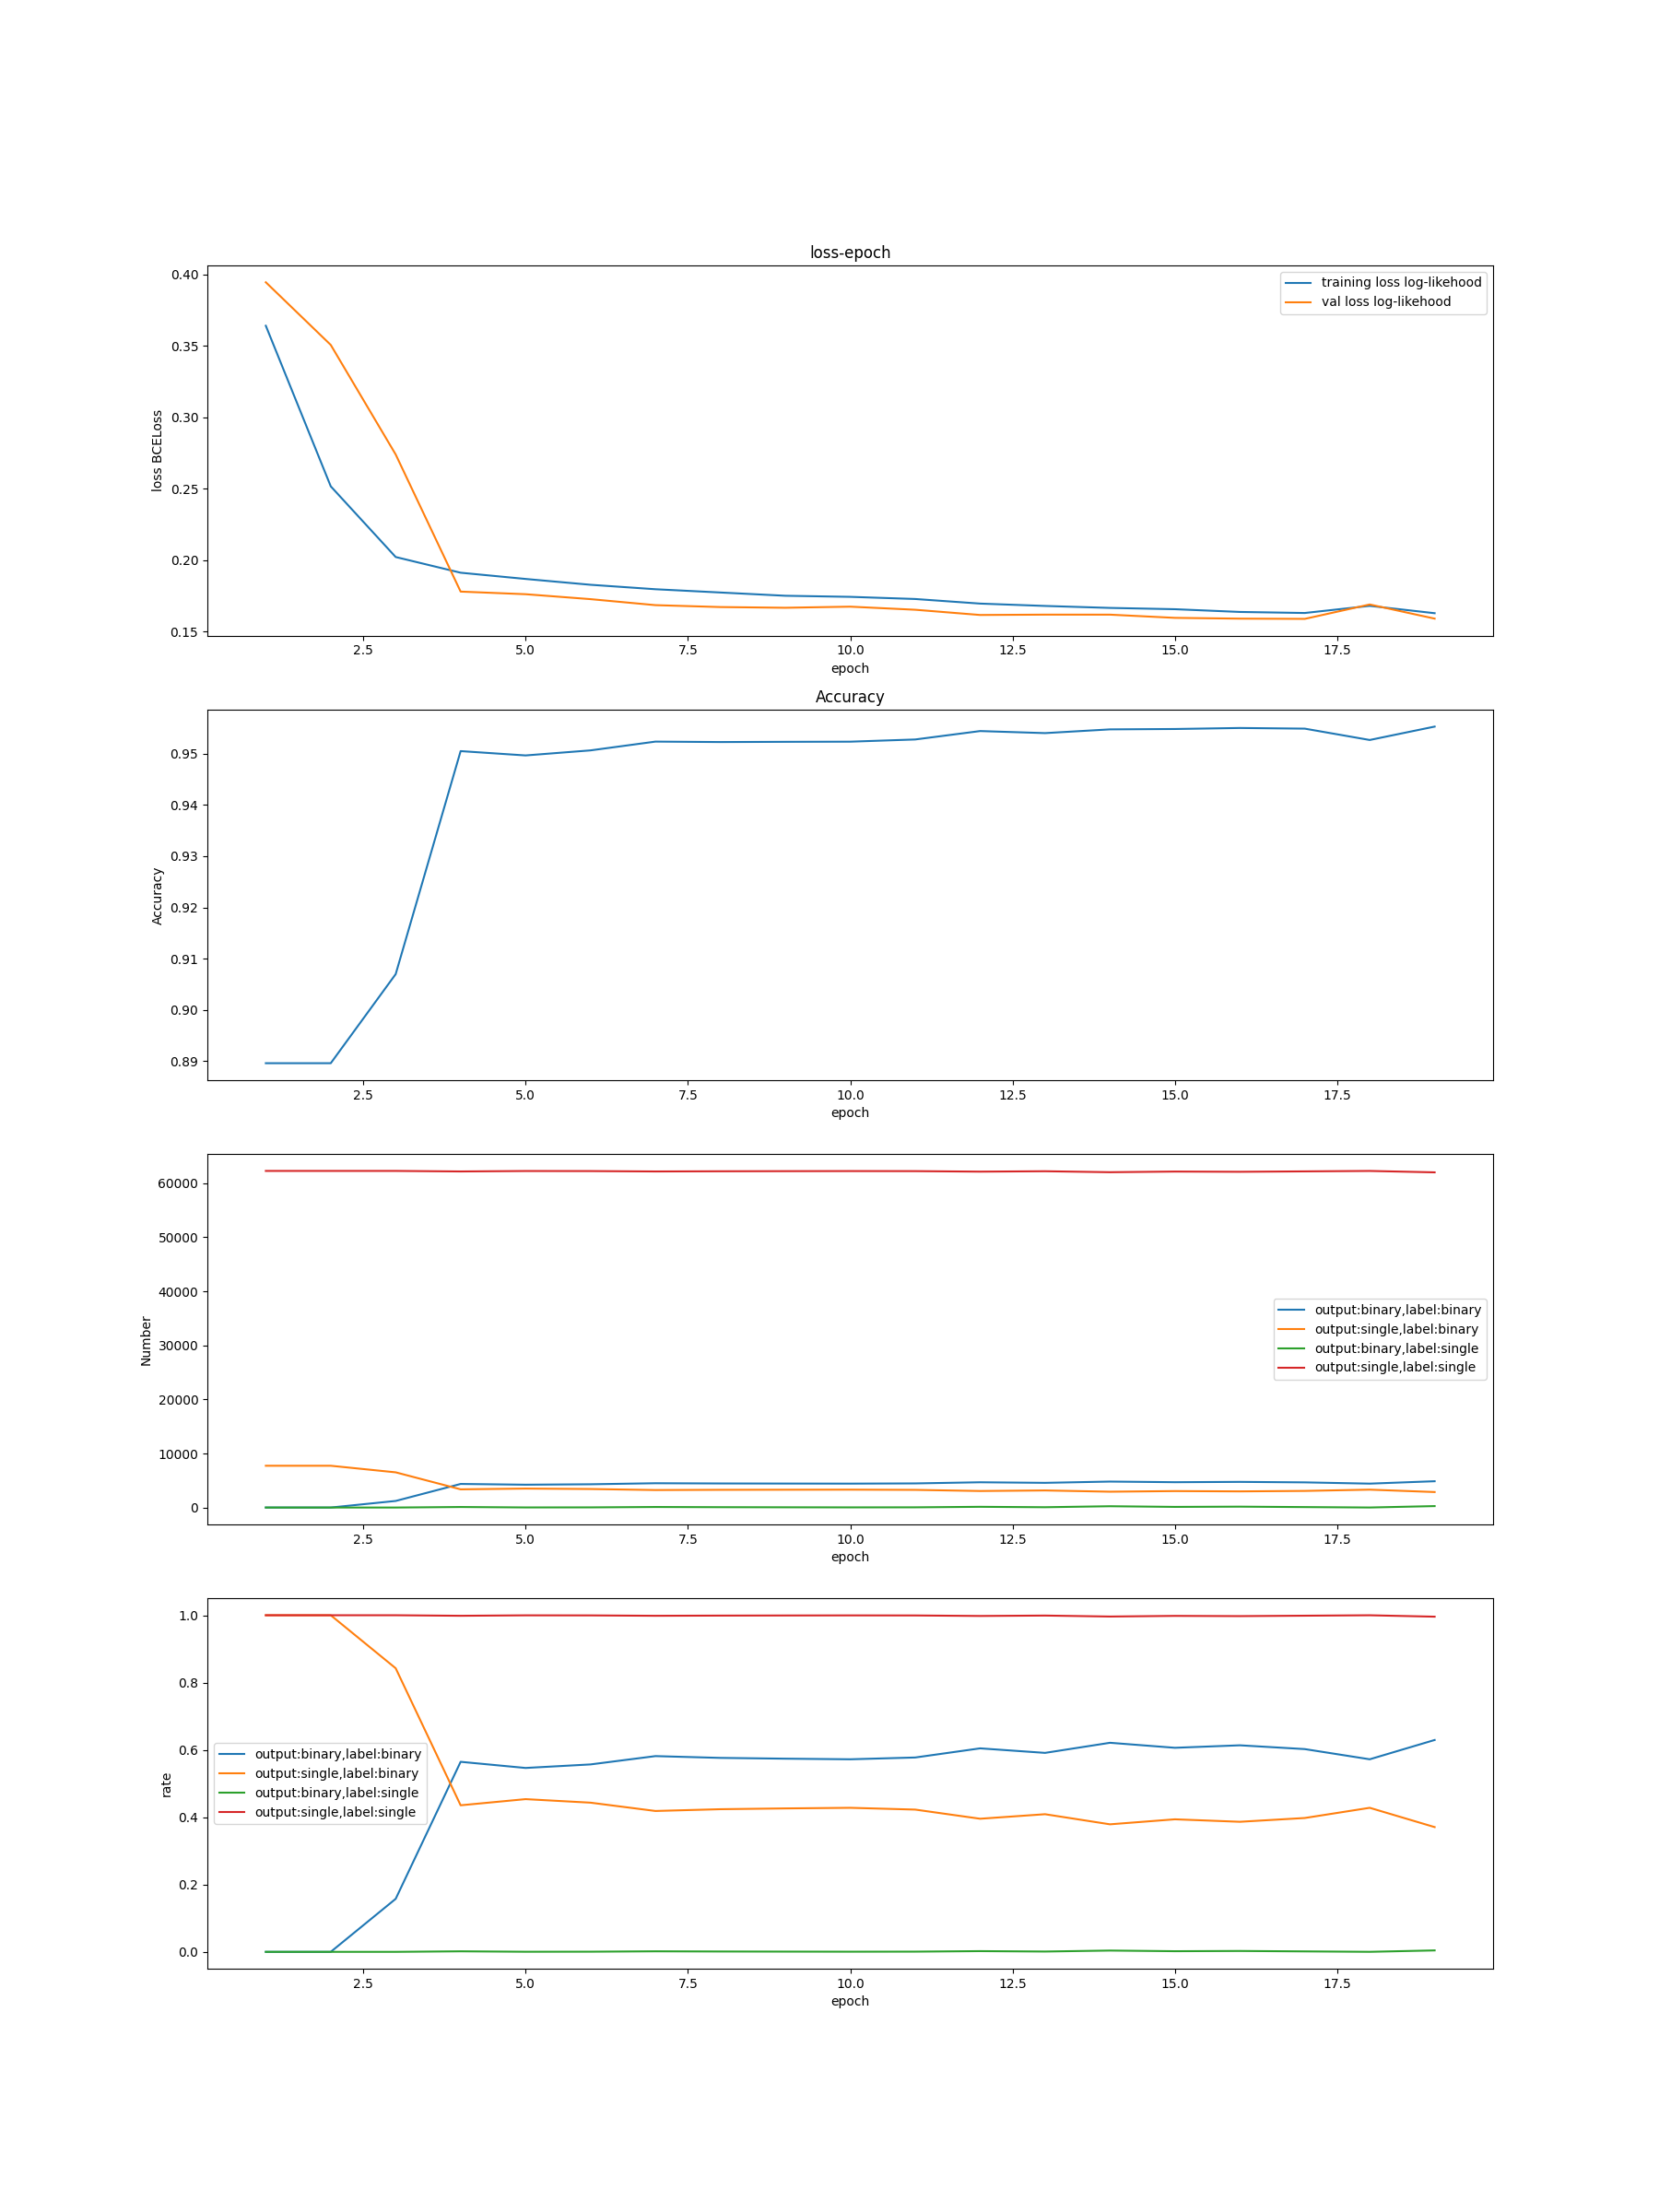 loss-epoch
0.40
0.35
0.30
0.25
0.20
0.15
loss BCELoss
training loss log-likehood
val loss log-likehood
2.5 5.0 7.5 10.0 12.5 15.0 17.5
epoch
Accuracy
0.95
0.94
0.93
0.92
0.91
0.90
0.89
Accuracy
2.5 5.0 7.5 10.0 12.5 15.0 17.5
epoch
60000
50000
40000
30000
20000
10000
0
Number
output:binary,label:binary
output:single,label:binary
output:binary,label:single
output:single,label:single
2.5 5.0 7.5 10.0 12.5 15.0 17.5
epoch
1.0
0.8
0.6
0.4
0.2
0.0
rate
output:binary,label:binary
output:single,label:binary
output:binary,label:single
output:single,label:single
2.5 5.0 7.5 10.0 12.5 15.0 17.5
epoch